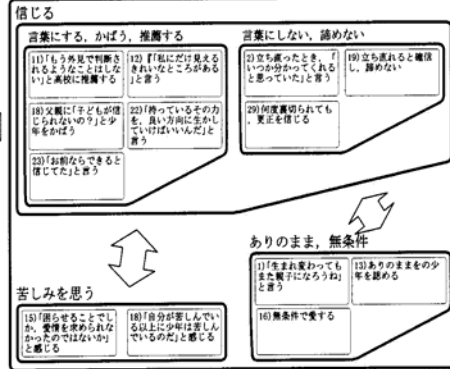 信じる
言葉にする，かばう，推薦する
11)「もう外見で判断さ
れるようなことはしな
い」と高校に推薦する
12)『「私にだけ見える
きれいなところがある」
と言う
18)父親に「子どもが信
じられないの？」と少
年をかばう
22)「持っているその力
を，良い方向に生かし
ていけばいいんだ」と
言う
23)「お前ならできると
信じてた」と言う
言葉にしない，諦めない
2)立ち直ったとき，「
いつか分かってくれる
と思っていた」と言う
19)立ち直れると確信
し，諦めない
29)何度裏切られても
，更正を信じる
ありのまま，無条件
1)「生まれ変わっても
また親子になろうね」
と言う
13)ありのままをの少
年を認める
16)無条件で愛する
苦しみを思う
15)「困らせることでし
か，愛情を求められな
かったのではないか」
と感じる
18)「自分が苦しんでい
る以上に少年は苦しん
でいるのだ」と感じる